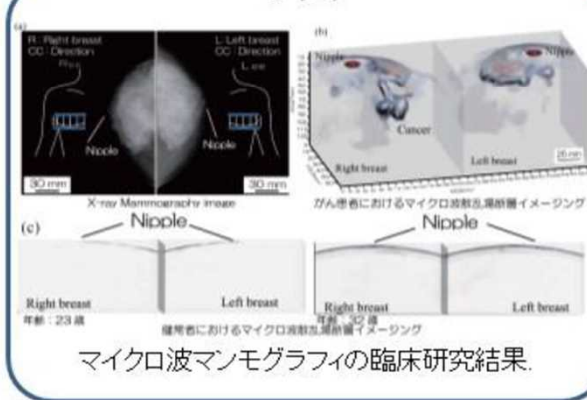 (a)
R : Right breast
CC : Direction
L : Left breast
CC : Direction
Nipple
Nipple
30 mm
30 mm
X-ray Mammography image
(b)
Nipple
Nipple
Cancer
Right breast
Left breast
20 mm
がん患者におけるマイクロ波散乱場断層イメージング
(c)
Nipple
Nipple
Right breast
Left breast
Right breast
Left breast
年齢：23 歳
年齢：32 歳
健常者におけるマイクロ波散乱場断層イメージング
マイクロ波マンモグラフィの臨床研究結果.